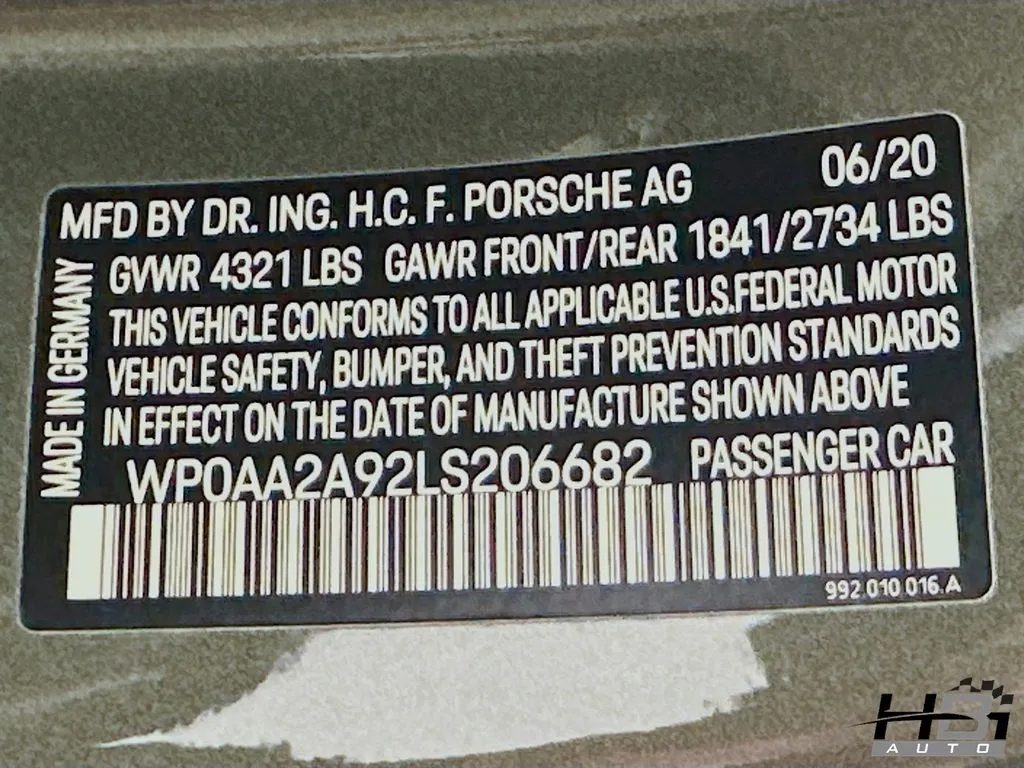 MFD BY DR. ING. H.C. F. PORSCHE AG 06/20
GVWR 4321 LBS GAWR FRONT/REAR 1841/2734 LBS
THIS VEHICLE CONFORMS TO ALL APPLICABLE U.S.FEDERAL MOTOR
VEHICLE SAFETY, BUMPER, AND THEFT PREVENTION STANDARDS
IN EFFECT ON THE DATE OF MANUFACTURE SHOWN ABOVE
MADE IN GERMANY
WP0AA2A92LS206682 PASSENGER CAR
992.010.016.A
HBI
AUTO